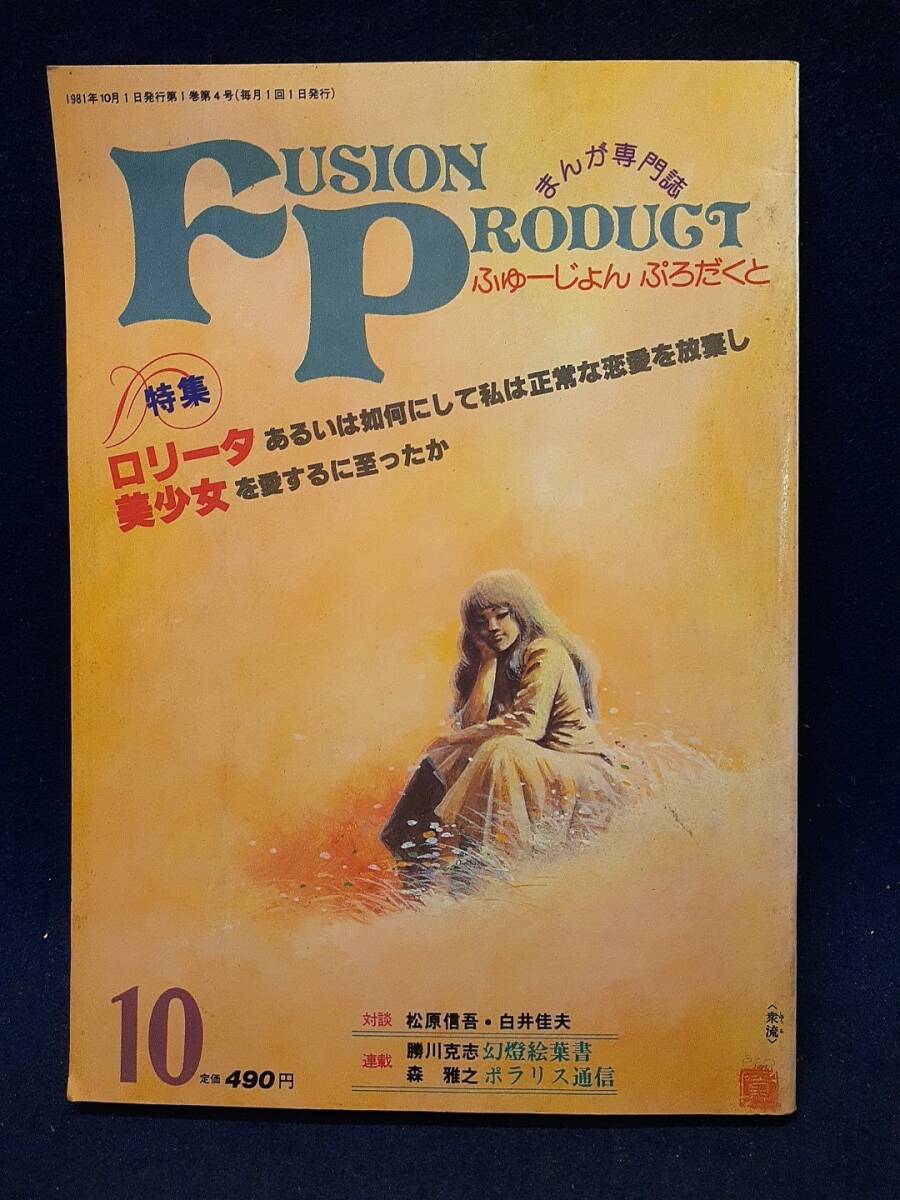 1981年10月1日発行第1巻第4号(毎月1回1日発行)
FUSION PRODUCT
まんが専門誌
ふゅーじょん ぷろだくと
特集
ロリータ あるいは如何にして私は正常な恋愛を放棄し
美少女 を愛するに至ったか
10
定価490円
対談 松原信吾・白井佳夫
連載 勝川克志 幻燈絵葉書
森 雅之 ポラリス通信
〈衆流〉